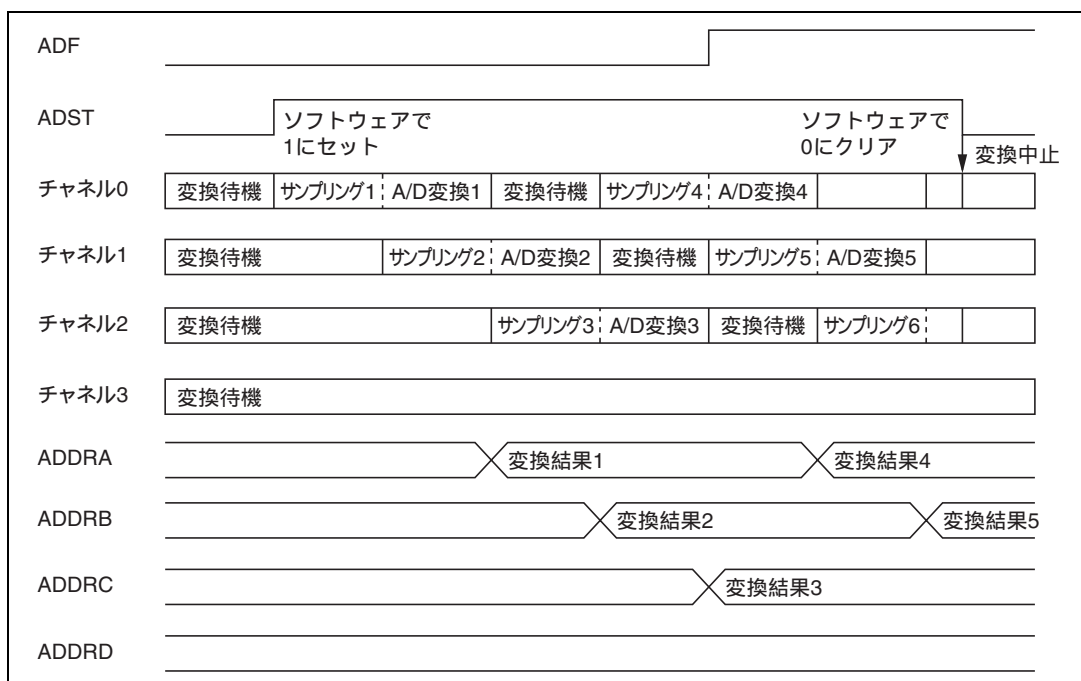 ADF
ADST
ソフトウェアで
1にセット
ソフトウェアで
0にクリア
変換中止
チャネル0
変換待機 サンプリング1 A/D変換1 変換待機 サンプリング4 A/D変換4
チャネル1
変換待機 サンプリング2 A/D変換2 変換待機 サンプリング5 A/D変換5
チャネル2
変換待機 サンプリング3 A/D変換3 変換待機 サンプリング6
チャネル3
変換待機
ADDRA
変換結果1 変換結果4
ADDRB
変換結果2 変換結果5
ADDRC
変換結果3
ADDRD